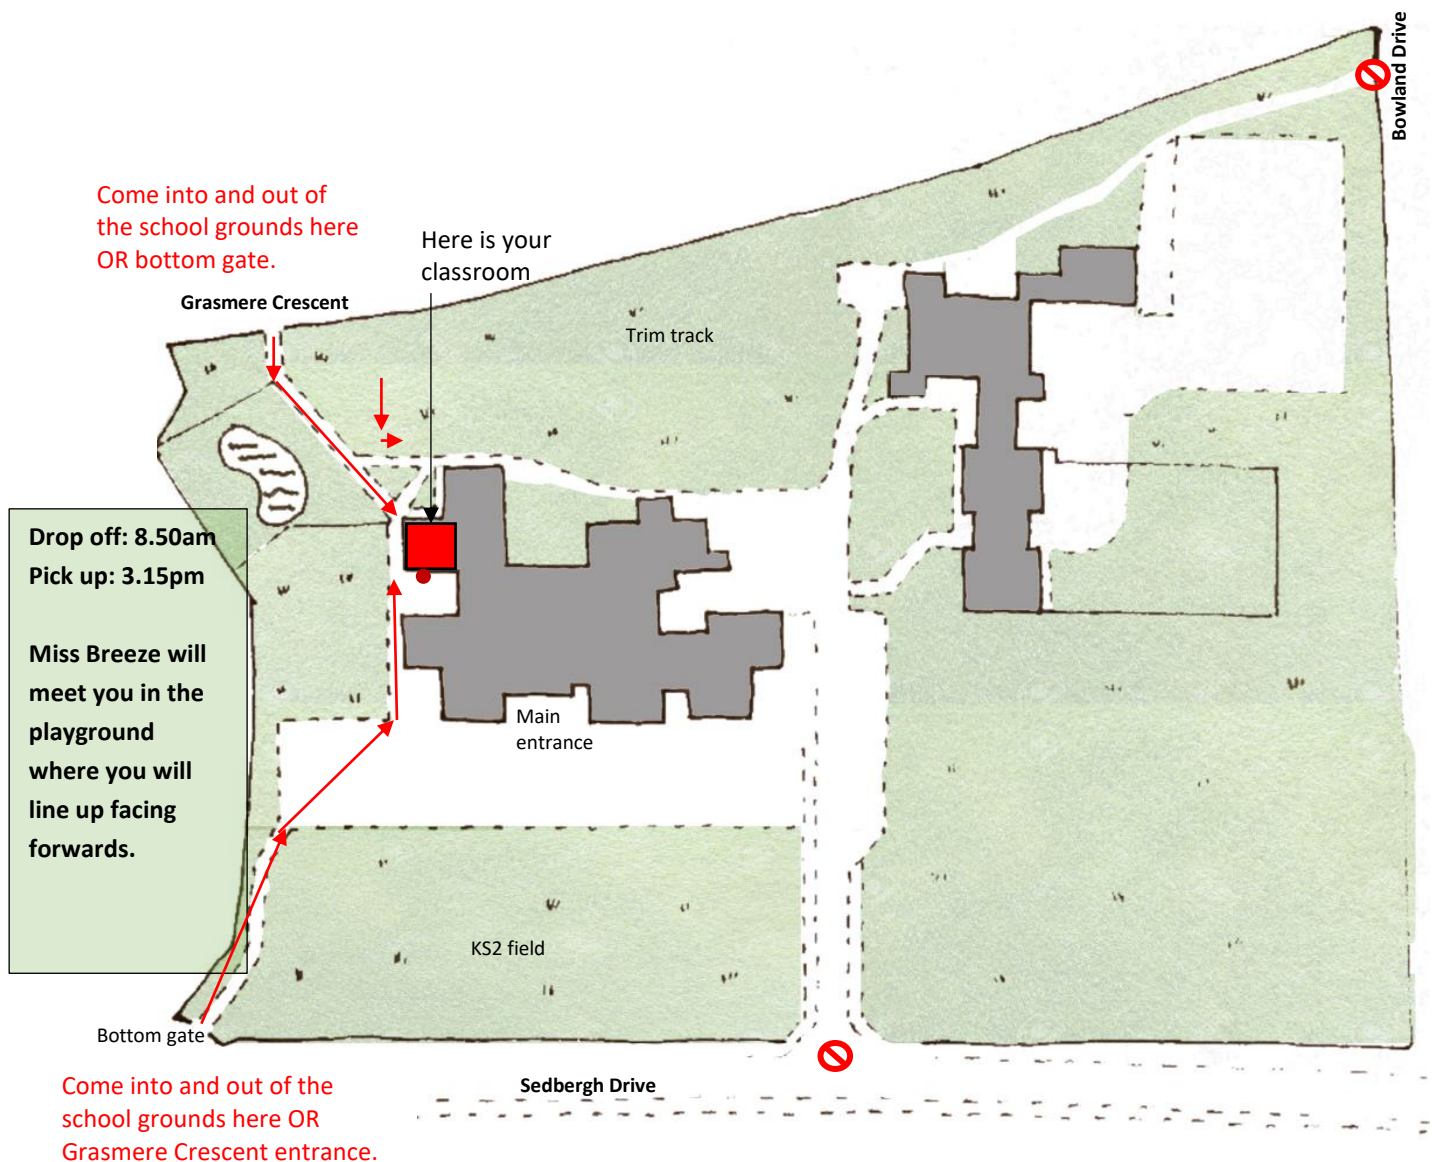 Bowland Drive
Come into and out of
the school grounds here
OR bottom gate.
Here is your
classroom
Grasmere Crescent
Trim track
Drop off: 8.50am
Pick up: 3.15pm
Miss Breeze will
meet you in the
playground
where you will
line up facing
forwards.
Main
entrance
KS2 field
Bottom gate
Come into and out of the
school grounds here OR
Grasmere Crescent entrance.
Sedbergh Drive